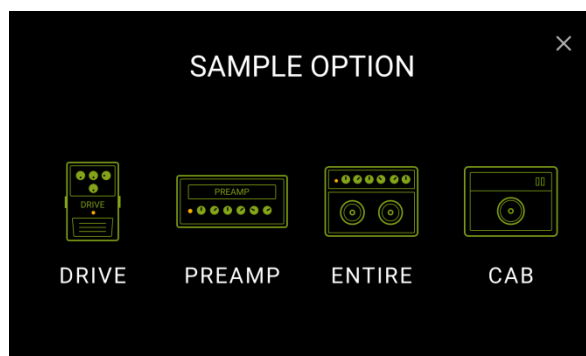 SAMPLE OPTION
DRIVE
PREAMP
DRIVE
PREAMP
ENTIRE
CAB